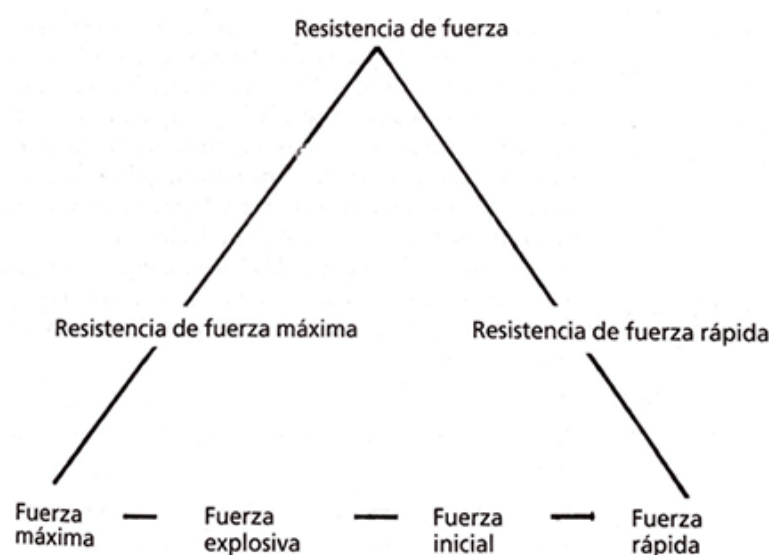 Resistencia de fuerza
Resistencia de fuerza máxima
Resistencia de fuerza rápida
Fuerza máxima
Fuerza explosiva
Fuerza inicial
Fuerza rápida